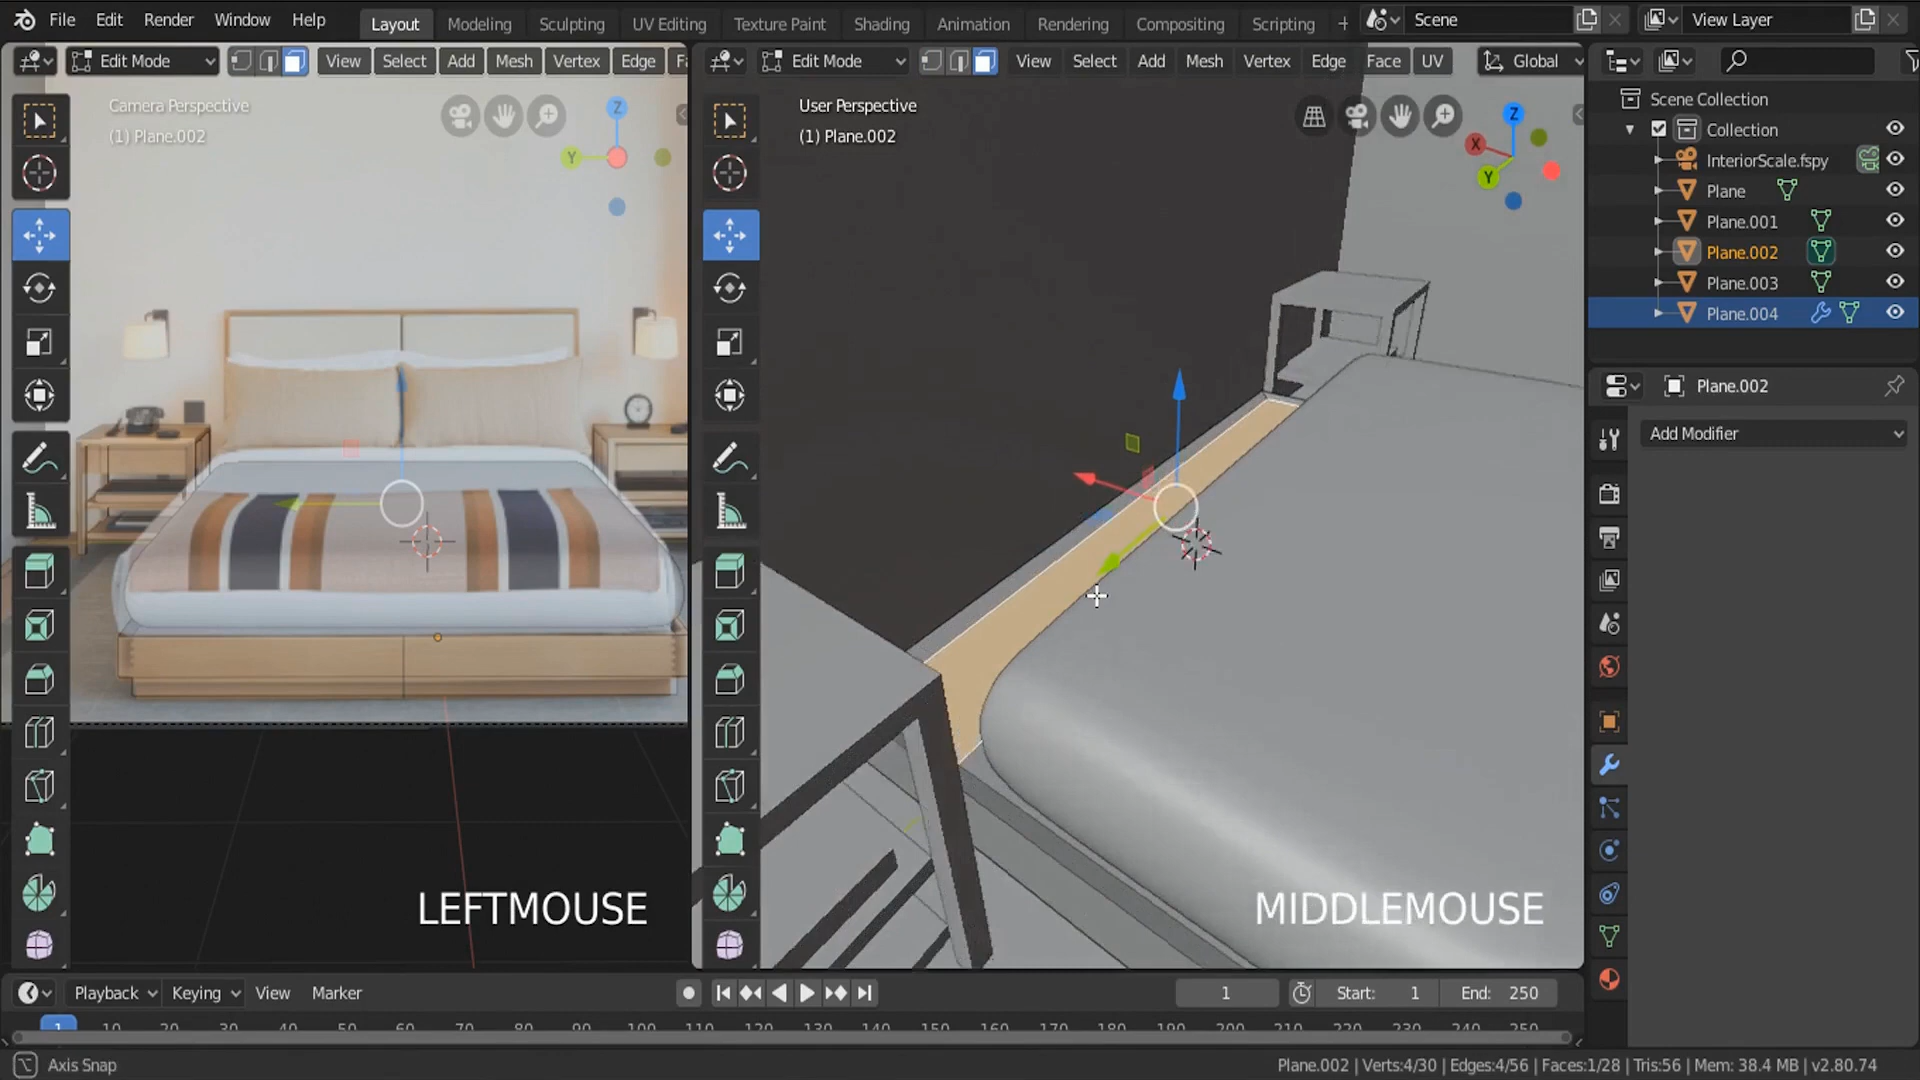 File Edit Render Window Help Layout Modeling Sculpting UV Editing Texture Paint Shading Animation Rendering Compositing Scripting + Scene View Layer
Edit Mode View Select Add Mesh Vertex Edge Fa
Edit Mode View Select Add Mesh Vertex Edge Face UV Global
Camera Perspective
(1) Plane.002
Z
Y
User Perspective
(1) Plane.002
Z
X
Y
Scene Collection
Collection
InteriorScale.fspy
Plane
Plane.001
Plane.002
Plane.003
Plane.004
Plane.002
Add Modifier
LEFTMOUSE
MIDDLEMOUSE
Playback Keying View Marker 1 Start: 1 End: 250
1 10 20 30 40 50 60 70 80 90 100 110 120 130 140 150 160 170 180 190 200 210 220 230 240 250
Axis Snap
Plane.002 | Verts:4/30 | Edges:4/56 | Faces:1/28 | Tris:56 | Mem: 38.4 MB | v2.80.74